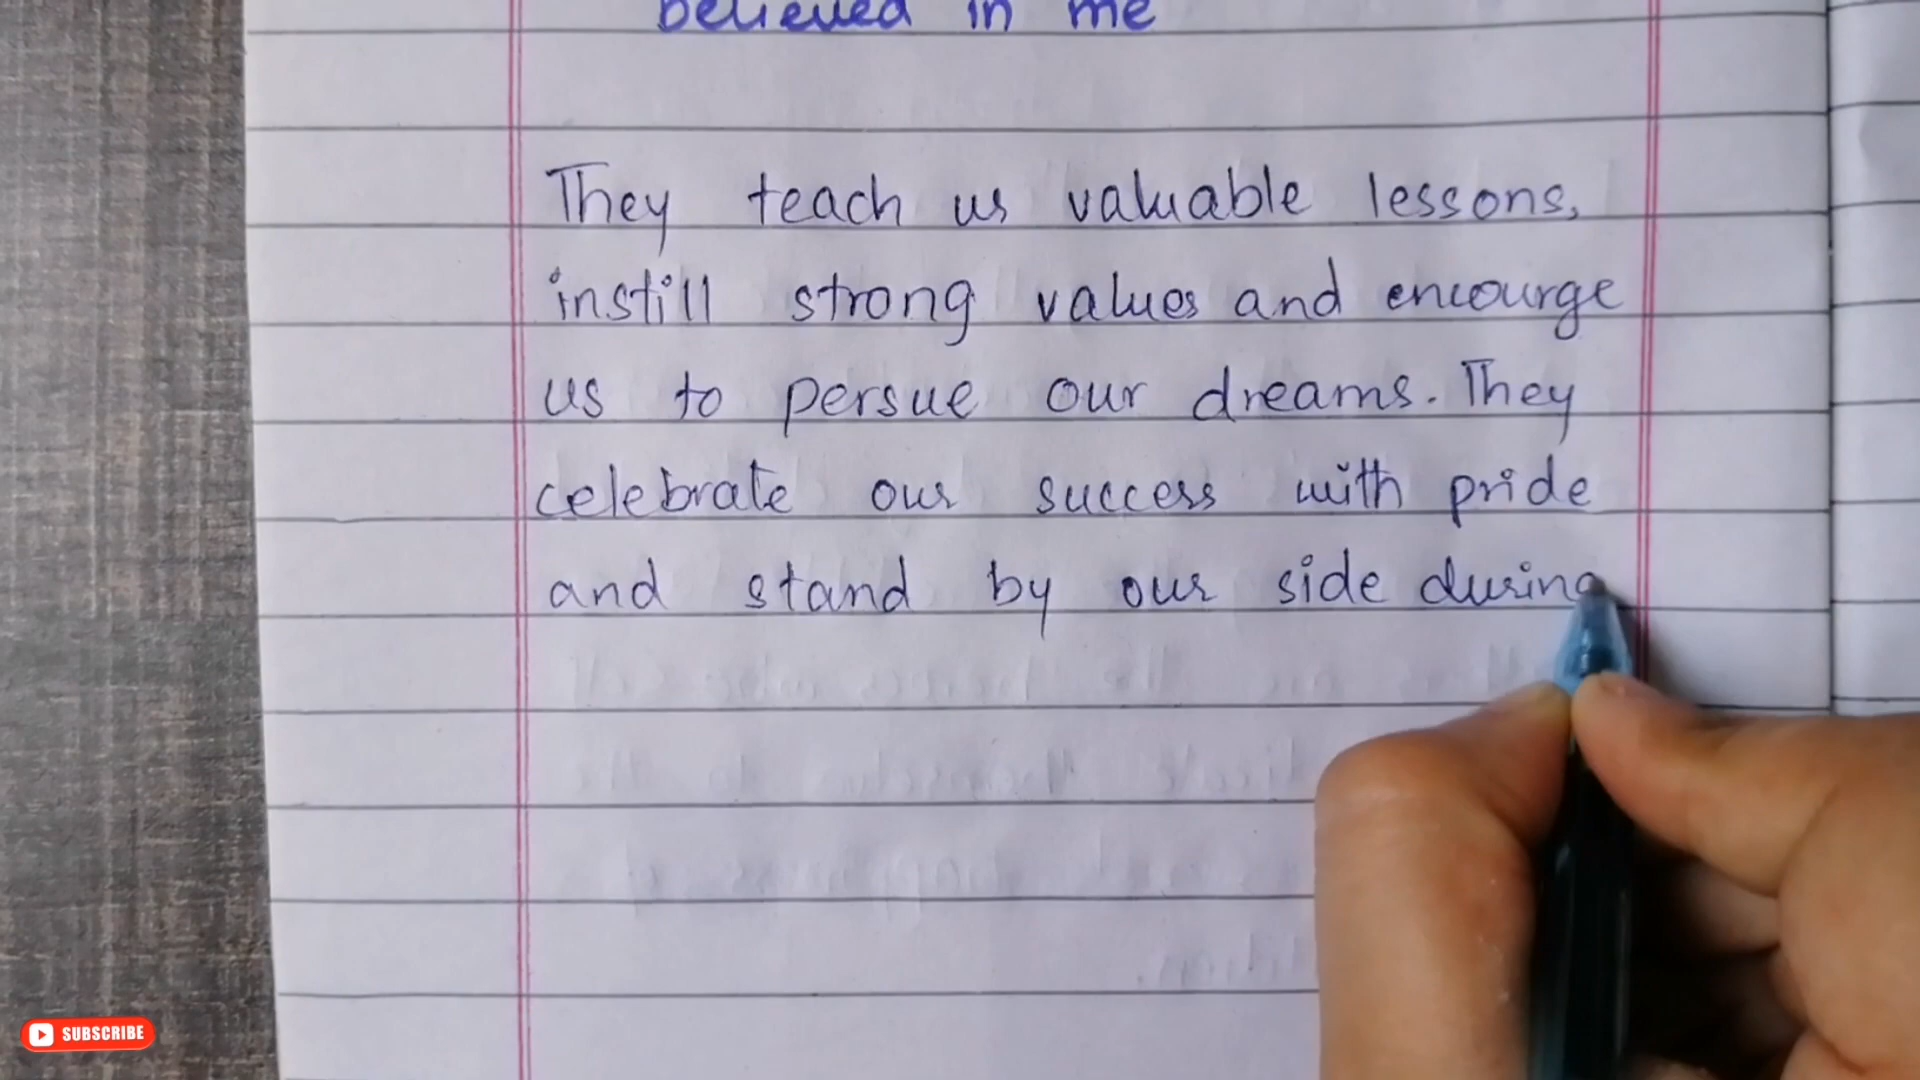 believed in me
They teach us valuable lessons,
instill strong values and encourge
us to persue our dreams. They
celebrate our success with pride
and stand by our side during
SUBSCRIBE